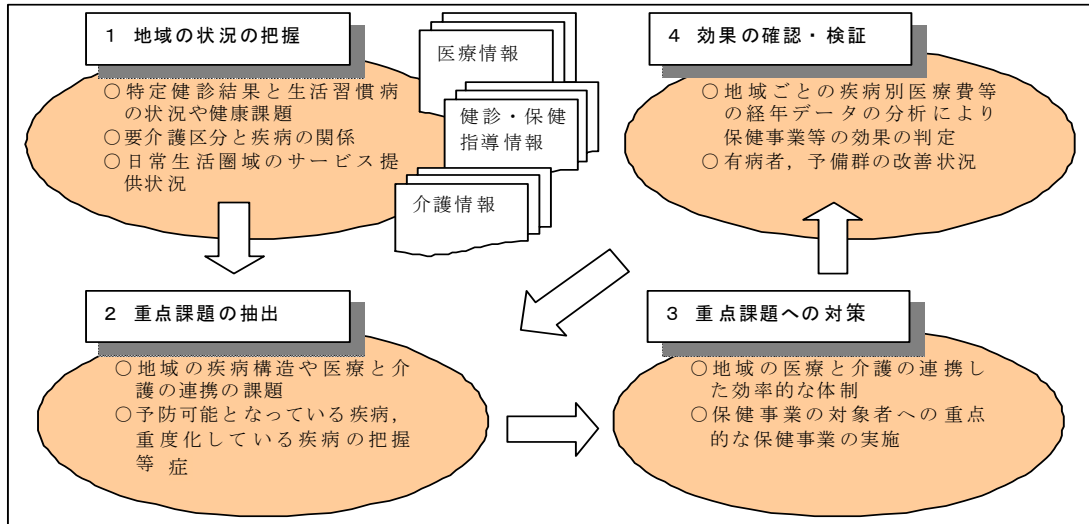 1 地域の状況の把握
○特定健診結果と生活習慣病
の状況や健康課題
○要介護区分と疾病の関係
○日常生活圏域のサービス提
供状況
医療情報
健診・保健
指導情報
介護情報
4 効果の確認・検証
○地域ごとの疾病別医療費等
の経年データの分析により
保健事業等の効果の判定
○有病者，予備群の改善状況
2 重点課題の抽出
○地域の疾病構造や医療と介
護の連携の課題
○予防可能となっている疾病，
重度化している疾病の把握
等 症
3 重点課題への対策
○地域の医療と介護の連携し
た効率的な体制
○保健事業の対象者への重点
的な保健事業の実施